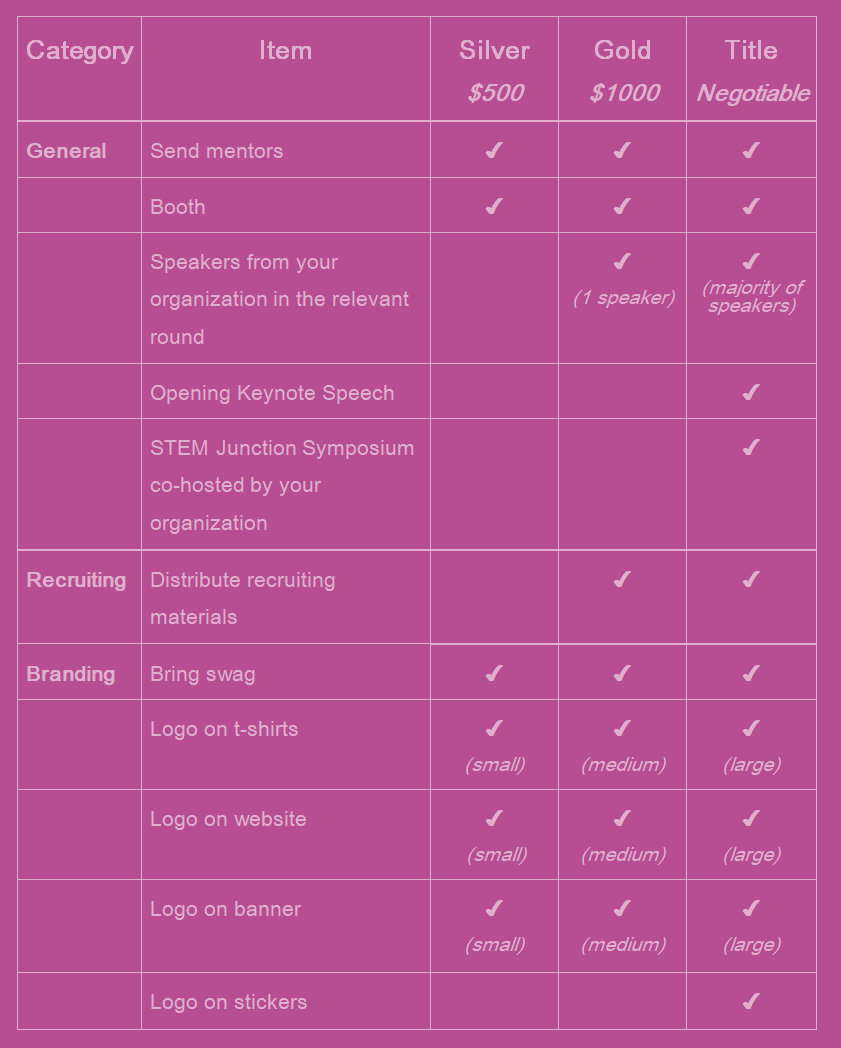 Category Item Silver Gold Title
$500 $1000 Negotiable
General Send mentors ✔ ✔ ✔
Booth ✔ ✔ ✔
Speakers from your ✔ ✔
organization in the relevant (1 speaker) (majority of
round speakers)
Opening Keynote Speech ✔
STEM Junction Symposium ✔
co-hosted by your
organization
Recruiting Distribute recruiting ✔ ✔
materials
Branding Bring swag ✔ ✔ ✔
Logo on t-shirts ✔ ✔ ✔
(small) (medium) (large)
Logo on website ✔ ✔ ✔
(small) (medium) (large)
Logo on banner ✔ ✔ ✔
(small) (medium) (large)
Logo on stickers ✔